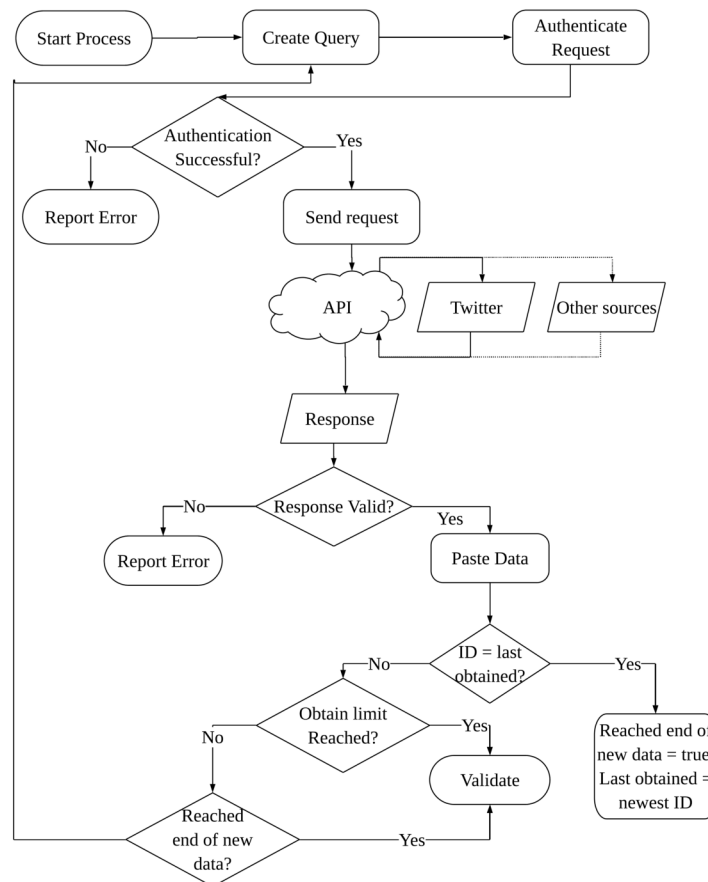 Start Process
Create Query
Authenticate
Request
Authentication
Successful?
No
Yes
Report Error
Send request
API
Twitter
Other sources
Response
Response Valid?
No
Yes
Report Error
Paste Data
ID = last
obtained?
No
Yes
Obtain limit
Reached?
No
Yes
Reached end of
new data = true
Last obtained =
newest ID
Validate
Reached
end of new
data?
Yes